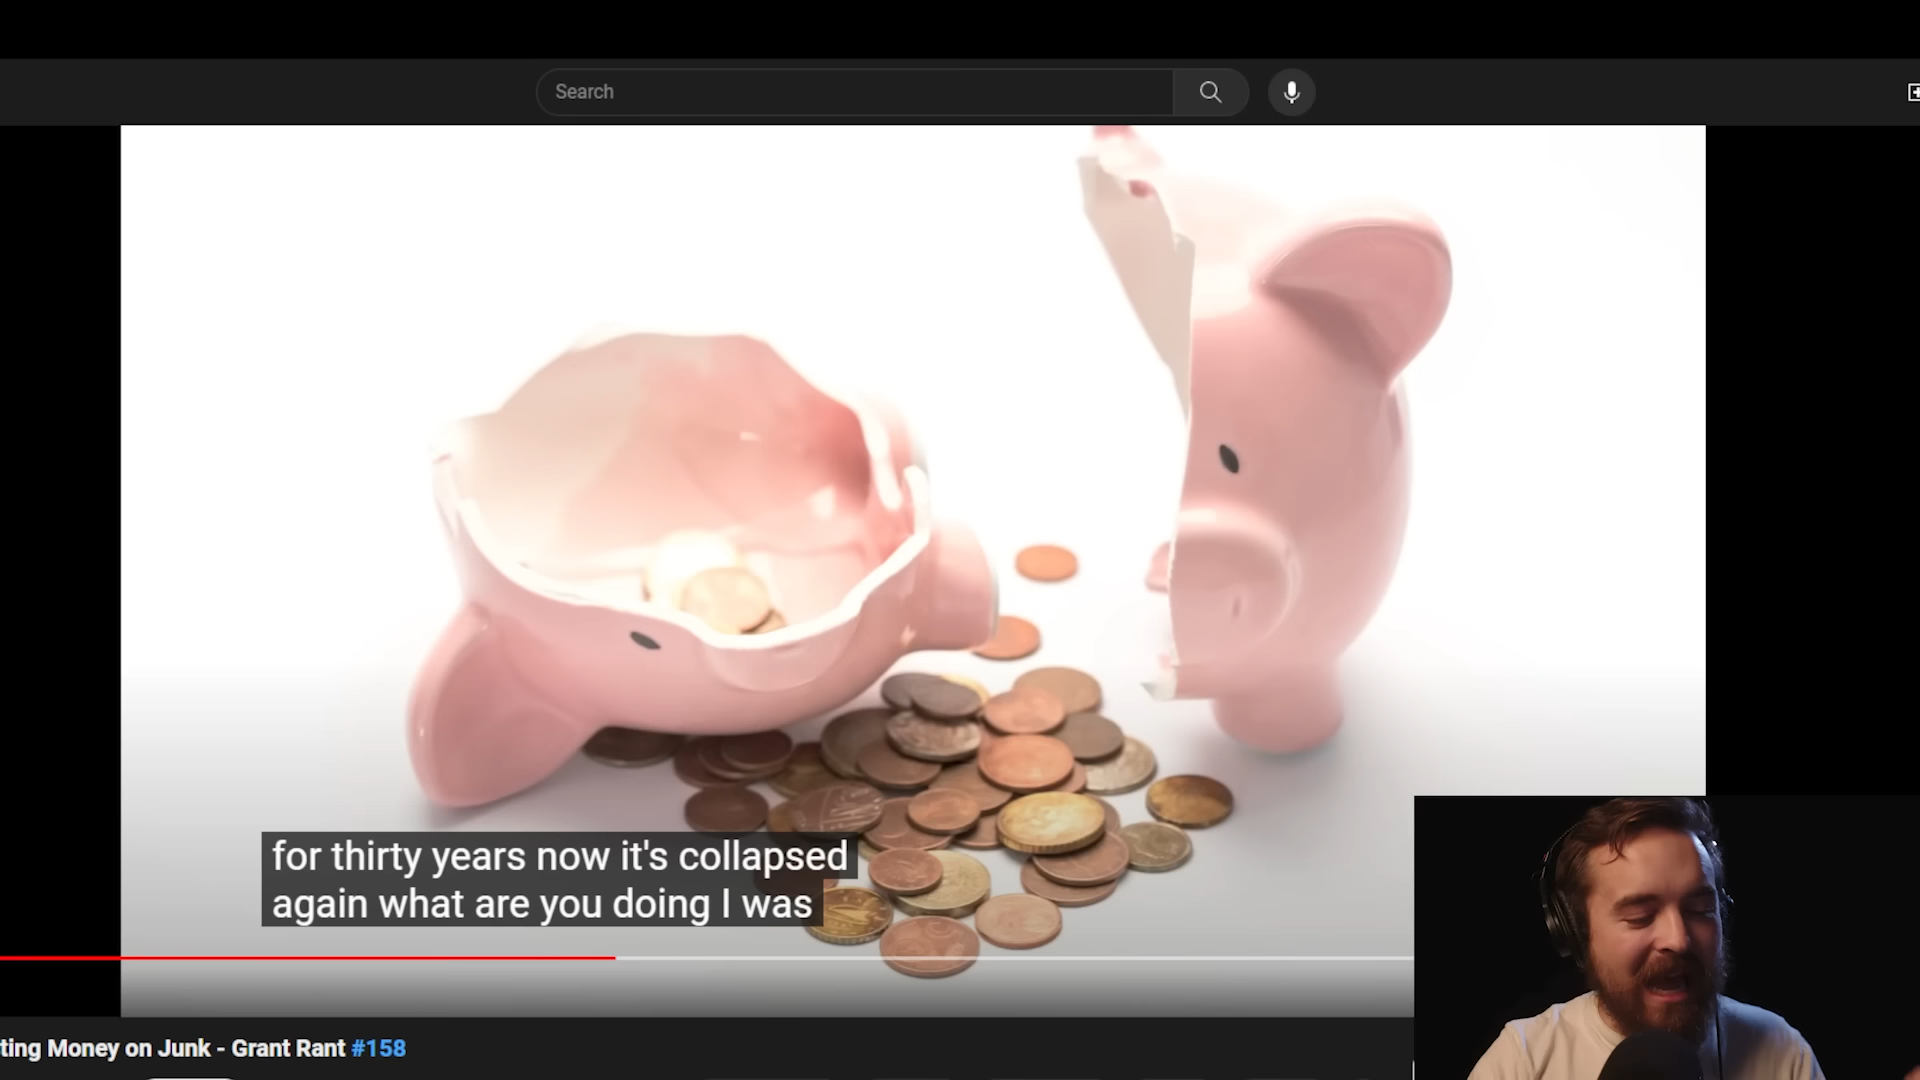 Search
for thirty years now it's collapsed
again what are you doing I was
ting Money on Junk - Grant Rant #158